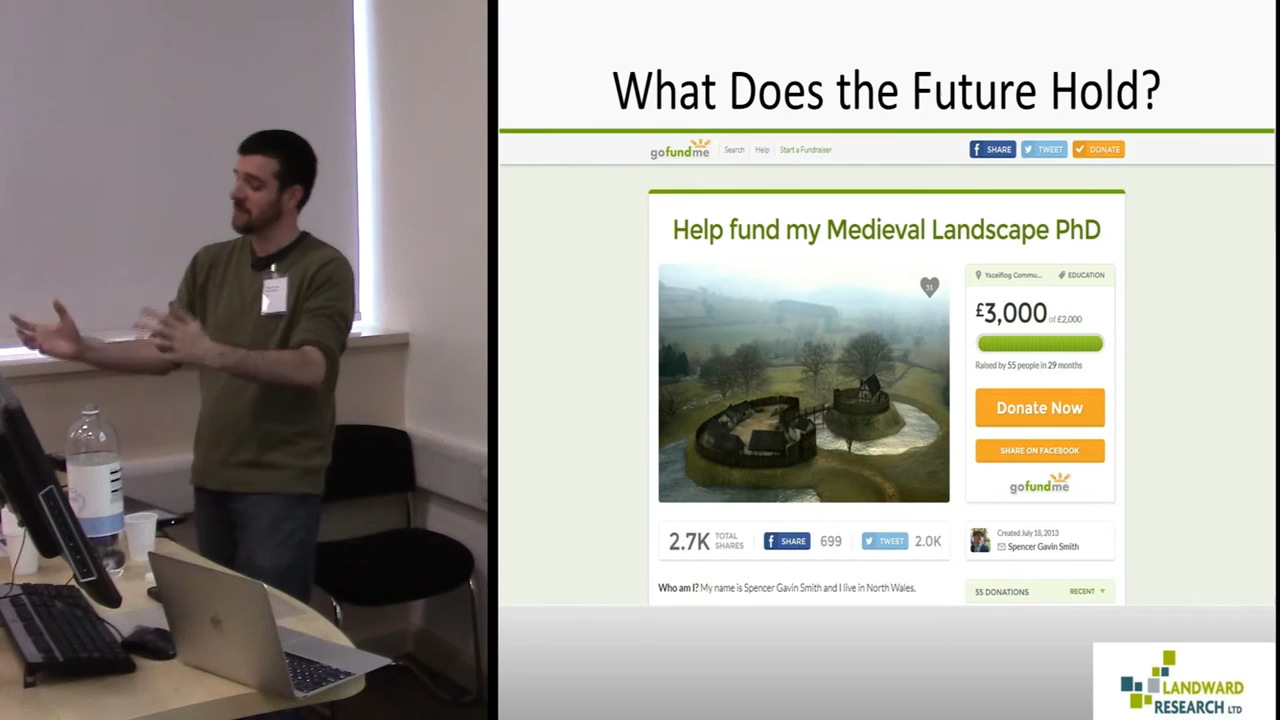 What Does the Future Hold?
gofundme
Search
Help
Start a Fundraiser
SHARE
TWEET
DONATE
Help fund my Medieval Landscape PhD
51
Ysceifiog Commu...
EDUCATION
£3,000 of £2,000
Raised by 55 people in 29 months
Donate Now
SHARE ON FACEBOOK
gofundme
2.7K TOTAL SHARES
SHARE 699
TWEET 2.0K
Created July 18, 2013
Spencer Gavin Smith
Who am I? My name is Spencer Gavin Smith and I live in North Wales.
55 DONATIONS
RECENT
LANDWARD
RESEARCH LTD